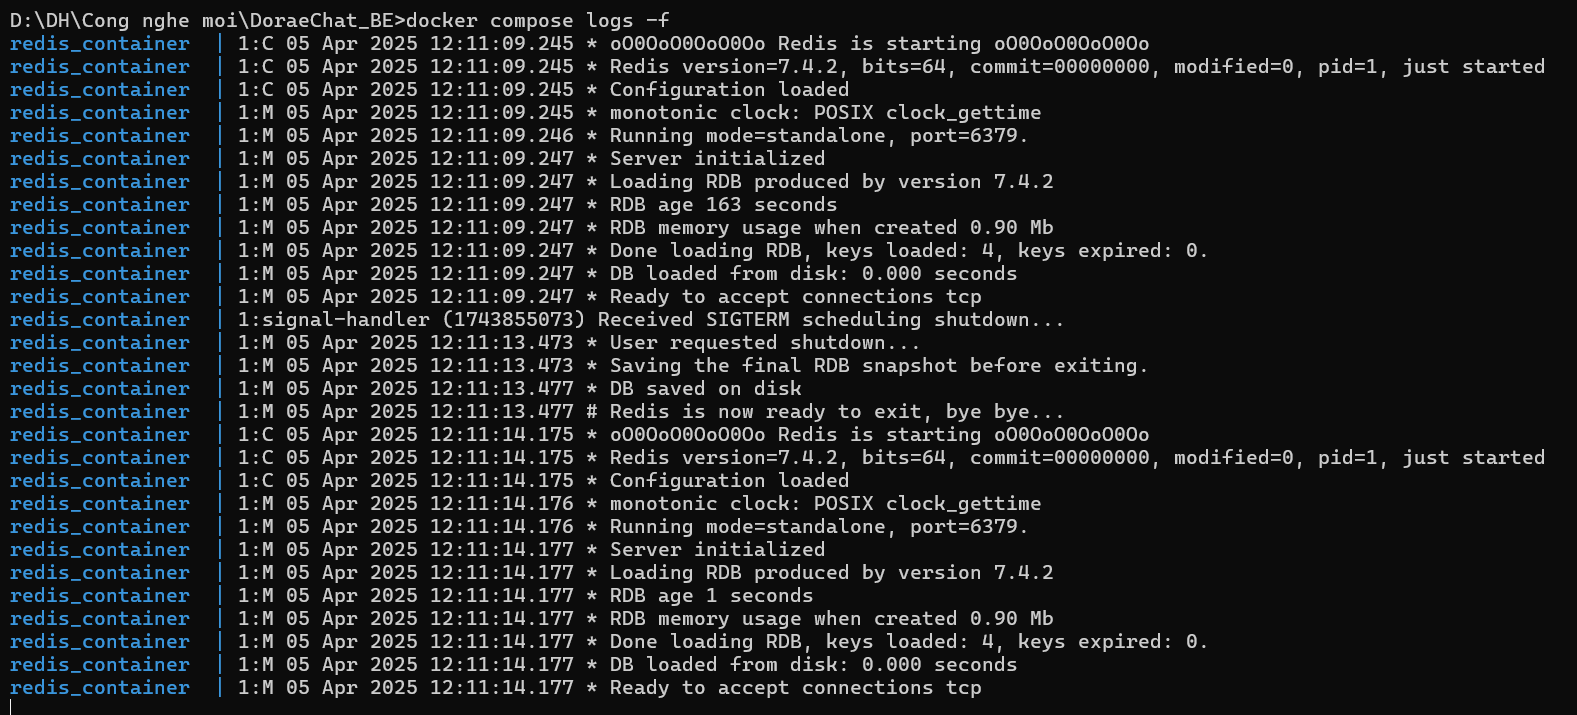 D:\DH\Cong nghe moi\DoraeChat_BE>docker compose logs -f
redis_container  | 1:C 05 Apr 2025 12:11:09.245 * oO0OoO0OoO0Oo Redis is starting oO0OoO0OoO0Oo
redis_container  | 1:C 05 Apr 2025 12:11:09.245 * Redis version=7.4.2, bits=64, commit=00000000, modified=0, pid=1, just started
redis_container  | 1:C 05 Apr 2025 12:11:09.245 * Configuration loaded
redis_container  | 1:M 05 Apr 2025 12:11:09.245 * monotonic clock: POSIX clock_gettime
redis_container  | 1:M 05 Apr 2025 12:11:09.246 * Running mode=standalone, port=6379.
redis_container  | 1:M 05 Apr 2025 12:11:09.247 * Server initialized
redis_container  | 1:M 05 Apr 2025 12:11:09.247 * Loading RDB produced by version 7.4.2
redis_container  | 1:M 05 Apr 2025 12:11:09.247 * RDB age 163 seconds
redis_container  | 1:M 05 Apr 2025 12:11:09.247 * RDB memory usage when created 0.90 Mb
redis_container  | 1:M 05 Apr 2025 12:11:09.247 * Done loading RDB, keys loaded: 4, keys expired: 0.
redis_container  | 1:M 05 Apr 2025 12:11:09.247 * DB loaded from disk: 0.000 seconds
redis_container  | 1:M 05 Apr 2025 12:11:09.247 * Ready to accept connections tcp
redis_container  | 1:signal-handler (1743855073) Received SIGTERM scheduling shutdown...
redis_container  | 1:M 05 Apr 2025 12:11:13.473 * User requested shutdown...
redis_container  | 1:M 05 Apr 2025 12:11:13.473 * Saving the final RDB snapshot before exiting.
redis_container  | 1:M 05 Apr 2025 12:11:13.477 * DB saved on disk
redis_container  | 1:M 05 Apr 2025 12:11:13.477 # Redis is now ready to exit, bye bye...
redis_container  | 1:C 05 Apr 2025 12:11:14.175 * oO0OoO0OoO0Oo Redis is starting oO0OoO0OoO0Oo
redis_container  | 1:C 05 Apr 2025 12:11:14.175 * Redis version=7.4.2, bits=64, commit=00000000, modified=0, pid=1, just started
redis_container  | 1:C 05 Apr 2025 12:11:14.175 * Configuration loaded
redis_container  | 1:M 05 Apr 2025 12:11:14.176 * monotonic clock: POSIX clock_gettime
redis_container  | 1:M 05 Apr 2025 12:11:14.176 * Running mode=standalone, port=6379.
redis_container  | 1:M 05 Apr 2025 12:11:14.177 * Server initialized
redis_container  | 1:M 05 Apr 2025 12:11:14.177 * Loading RDB produced by version 7.4.2
redis_container  | 1:M 05 Apr 2025 12:11:14.177 * RDB age 1 seconds
redis_container  | 1:M 05 Apr 2025 12:11:14.177 * RDB memory usage when created 0.90 Mb
redis_container  | 1:M 05 Apr 2025 12:11:14.177 * Done loading RDB, keys loaded: 4, keys expired: 0.
redis_container  | 1:M 05 Apr 2025 12:11:14.177 * DB loaded from disk: 0.000 seconds
redis_container  | 1:M 05 Apr 2025 12:11:14.177 * Ready to accept connections tcp